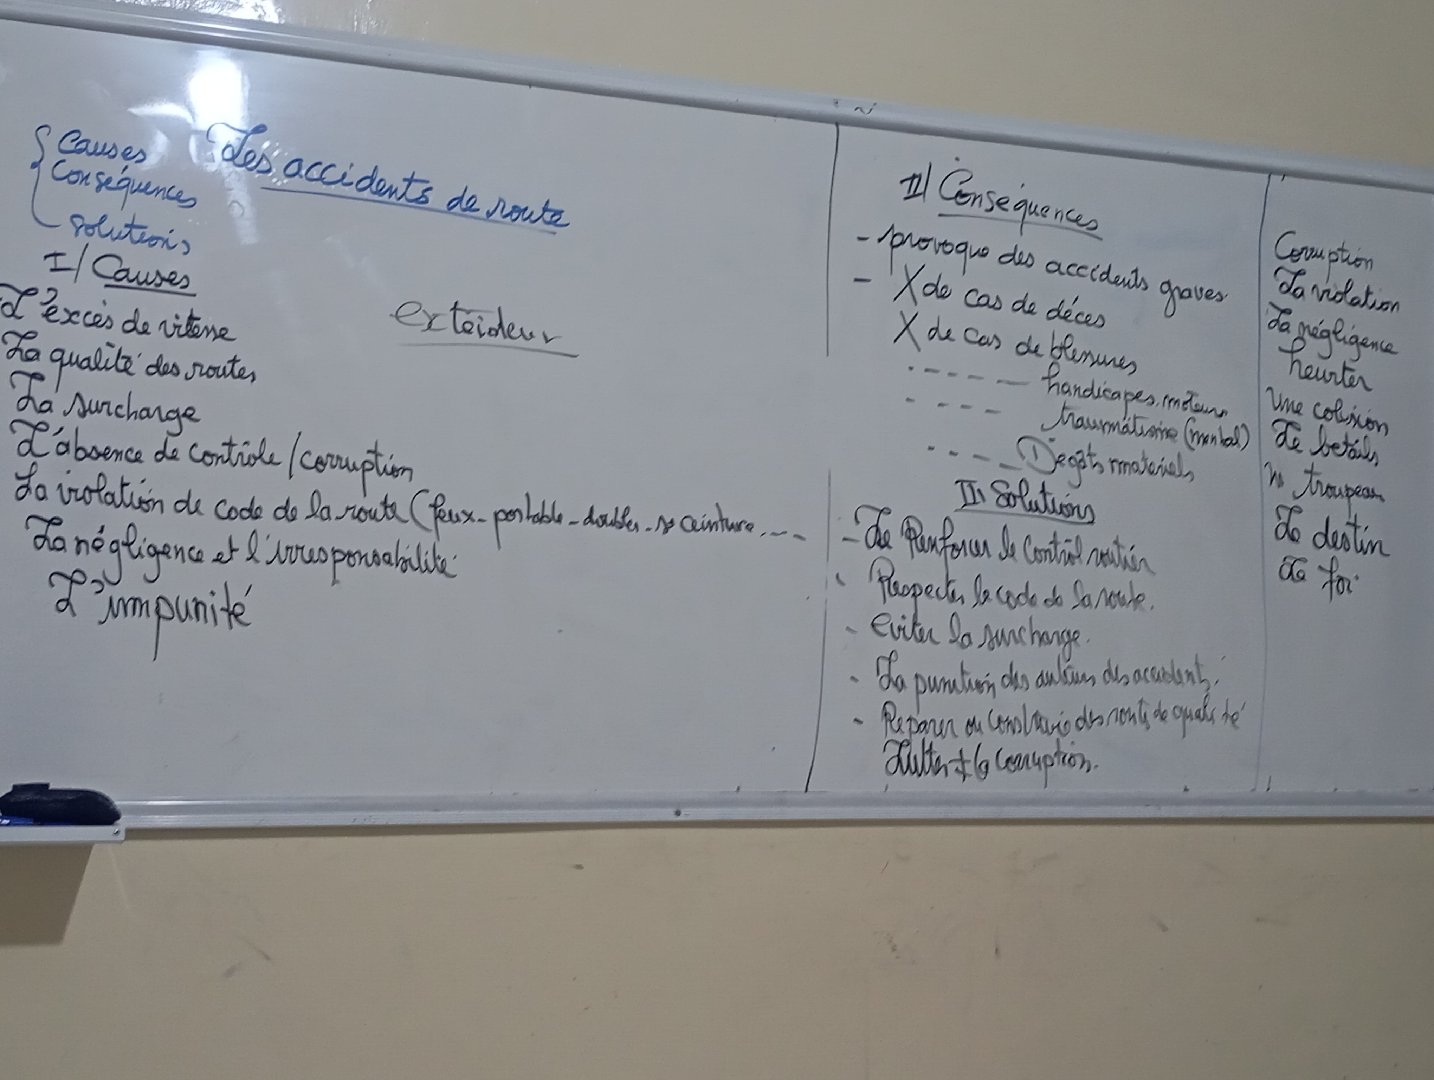 Causes
Conséquences
solutions
Les accidents de route
I/ Causes
L'excès de vitesse
La qualité des routes
La surcharge
L'absence de contrôle / corruption
La violation de code de la route (feux - portable - doubler - ceinture ....
La négligence et l'irresponsabilité
L'impunité
II/ Conséquences
- provoque des accidents graves
- X de cas de décès
X de cas de blessures
----- handicapes moteurs
---- traumatisme (mental)
---- Dégâts matériels
III Solutions
- Renforcer le contrôl routier
- Respecter le code de la route.
- eviter la surcharge.
- La punition des auteurs des accidents.
- Réparer ou construire des routes de qualité
Lutter la corruption.
Corruption
La violation
La négligence
heurter
une colision
Le betails
" troupeau
Le destin
La foi